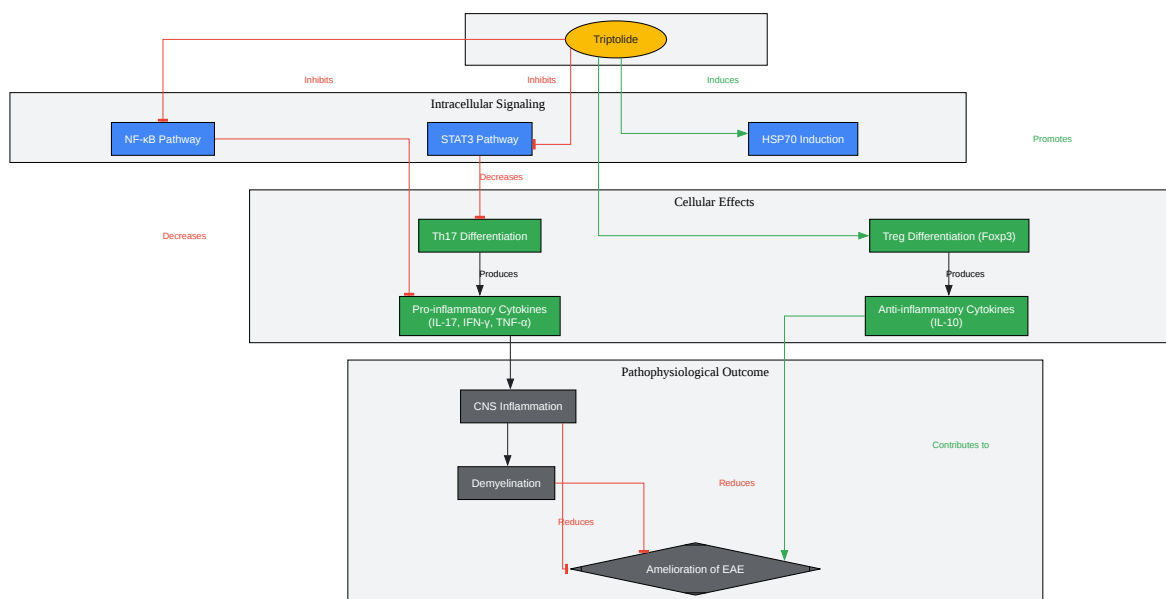 Triptolide
Inhibits
Inhibits
Induces
Intracellular Signaling
NF-κB Pathway
STAT3 Pathway
HSP70 Induction
Promotes
Decreases
Cellular Effects
Decreases
Th17 Differentiation
Treg Differentiation (Foxp3)
Produces
Produces
Pro-inflammatory Cytokines
(IL-17, IFN-γ, TNF-α)
Anti-inflammatory Cytokines
(IL-10)
Pathophysiological Outcome
CNS Inflammation
Contributes to
Demyelination
Reduces
Reduces
Amelioration of EAE